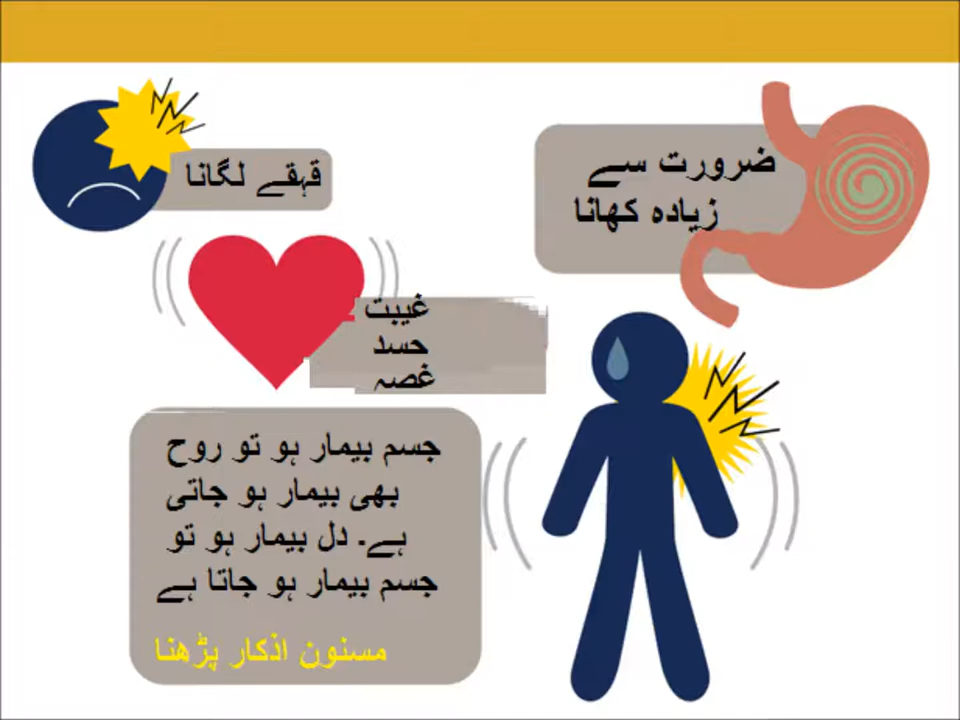 قہقے لگانا
ضرورت سے
زیادہ کھانا
غیبت
حسد
غصہ
جسم بیمار ہو تو روح
بھی بیمار ہو جاتی
ہے۔ دل بیمار ہو تو
جسم بیمار ہو جاتا ہے
مسنون اذکار پڑھنا